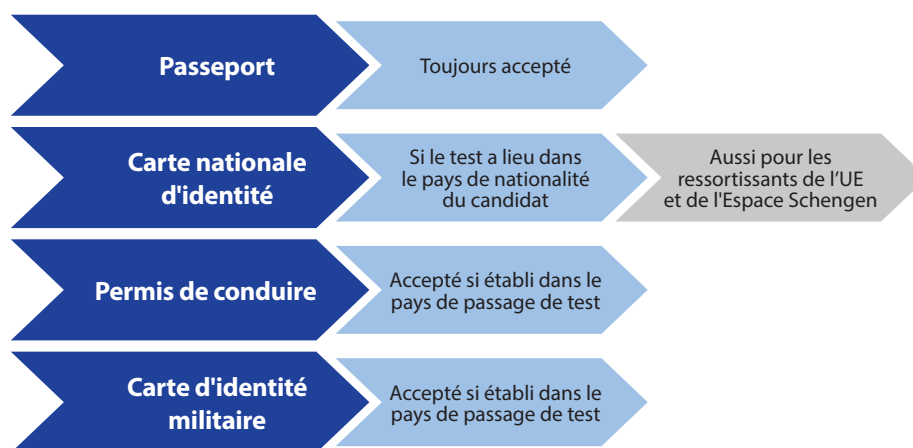 Passeport
Toujours accepté
Carte nationale
d'identité
Si le test a lieu dans
le pays de nationalité
du candidat
Aussi pour les
ressortissants de l’UE
et de l'Espace Schengen
Permis de conduire
Accepté si établi dans le
pays de passage de test
Carte d'identité
militaire
Accepté si établi dans le
pays de passage de test